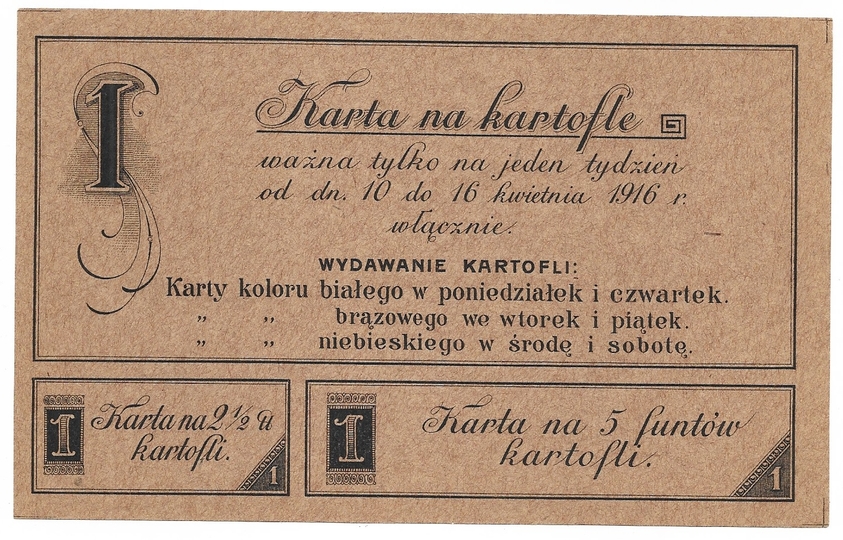 1
Karta na kartofle
ważna tylko na jeden tydzień
od dn. 10 do 16 kwietnia 1916 r.
włącznie.
WYDAWANIE KARTOFLI:
Karty koloru białego w poniedziałek i czwartek.
„ „ brązowego we wtorek i piątek.
„ „ niebieskiego w środę i sobotę.
1
Karta na 2 1/2 ℔
kartofli.
1
1
Karta na 5 funtów
kartofli.
1